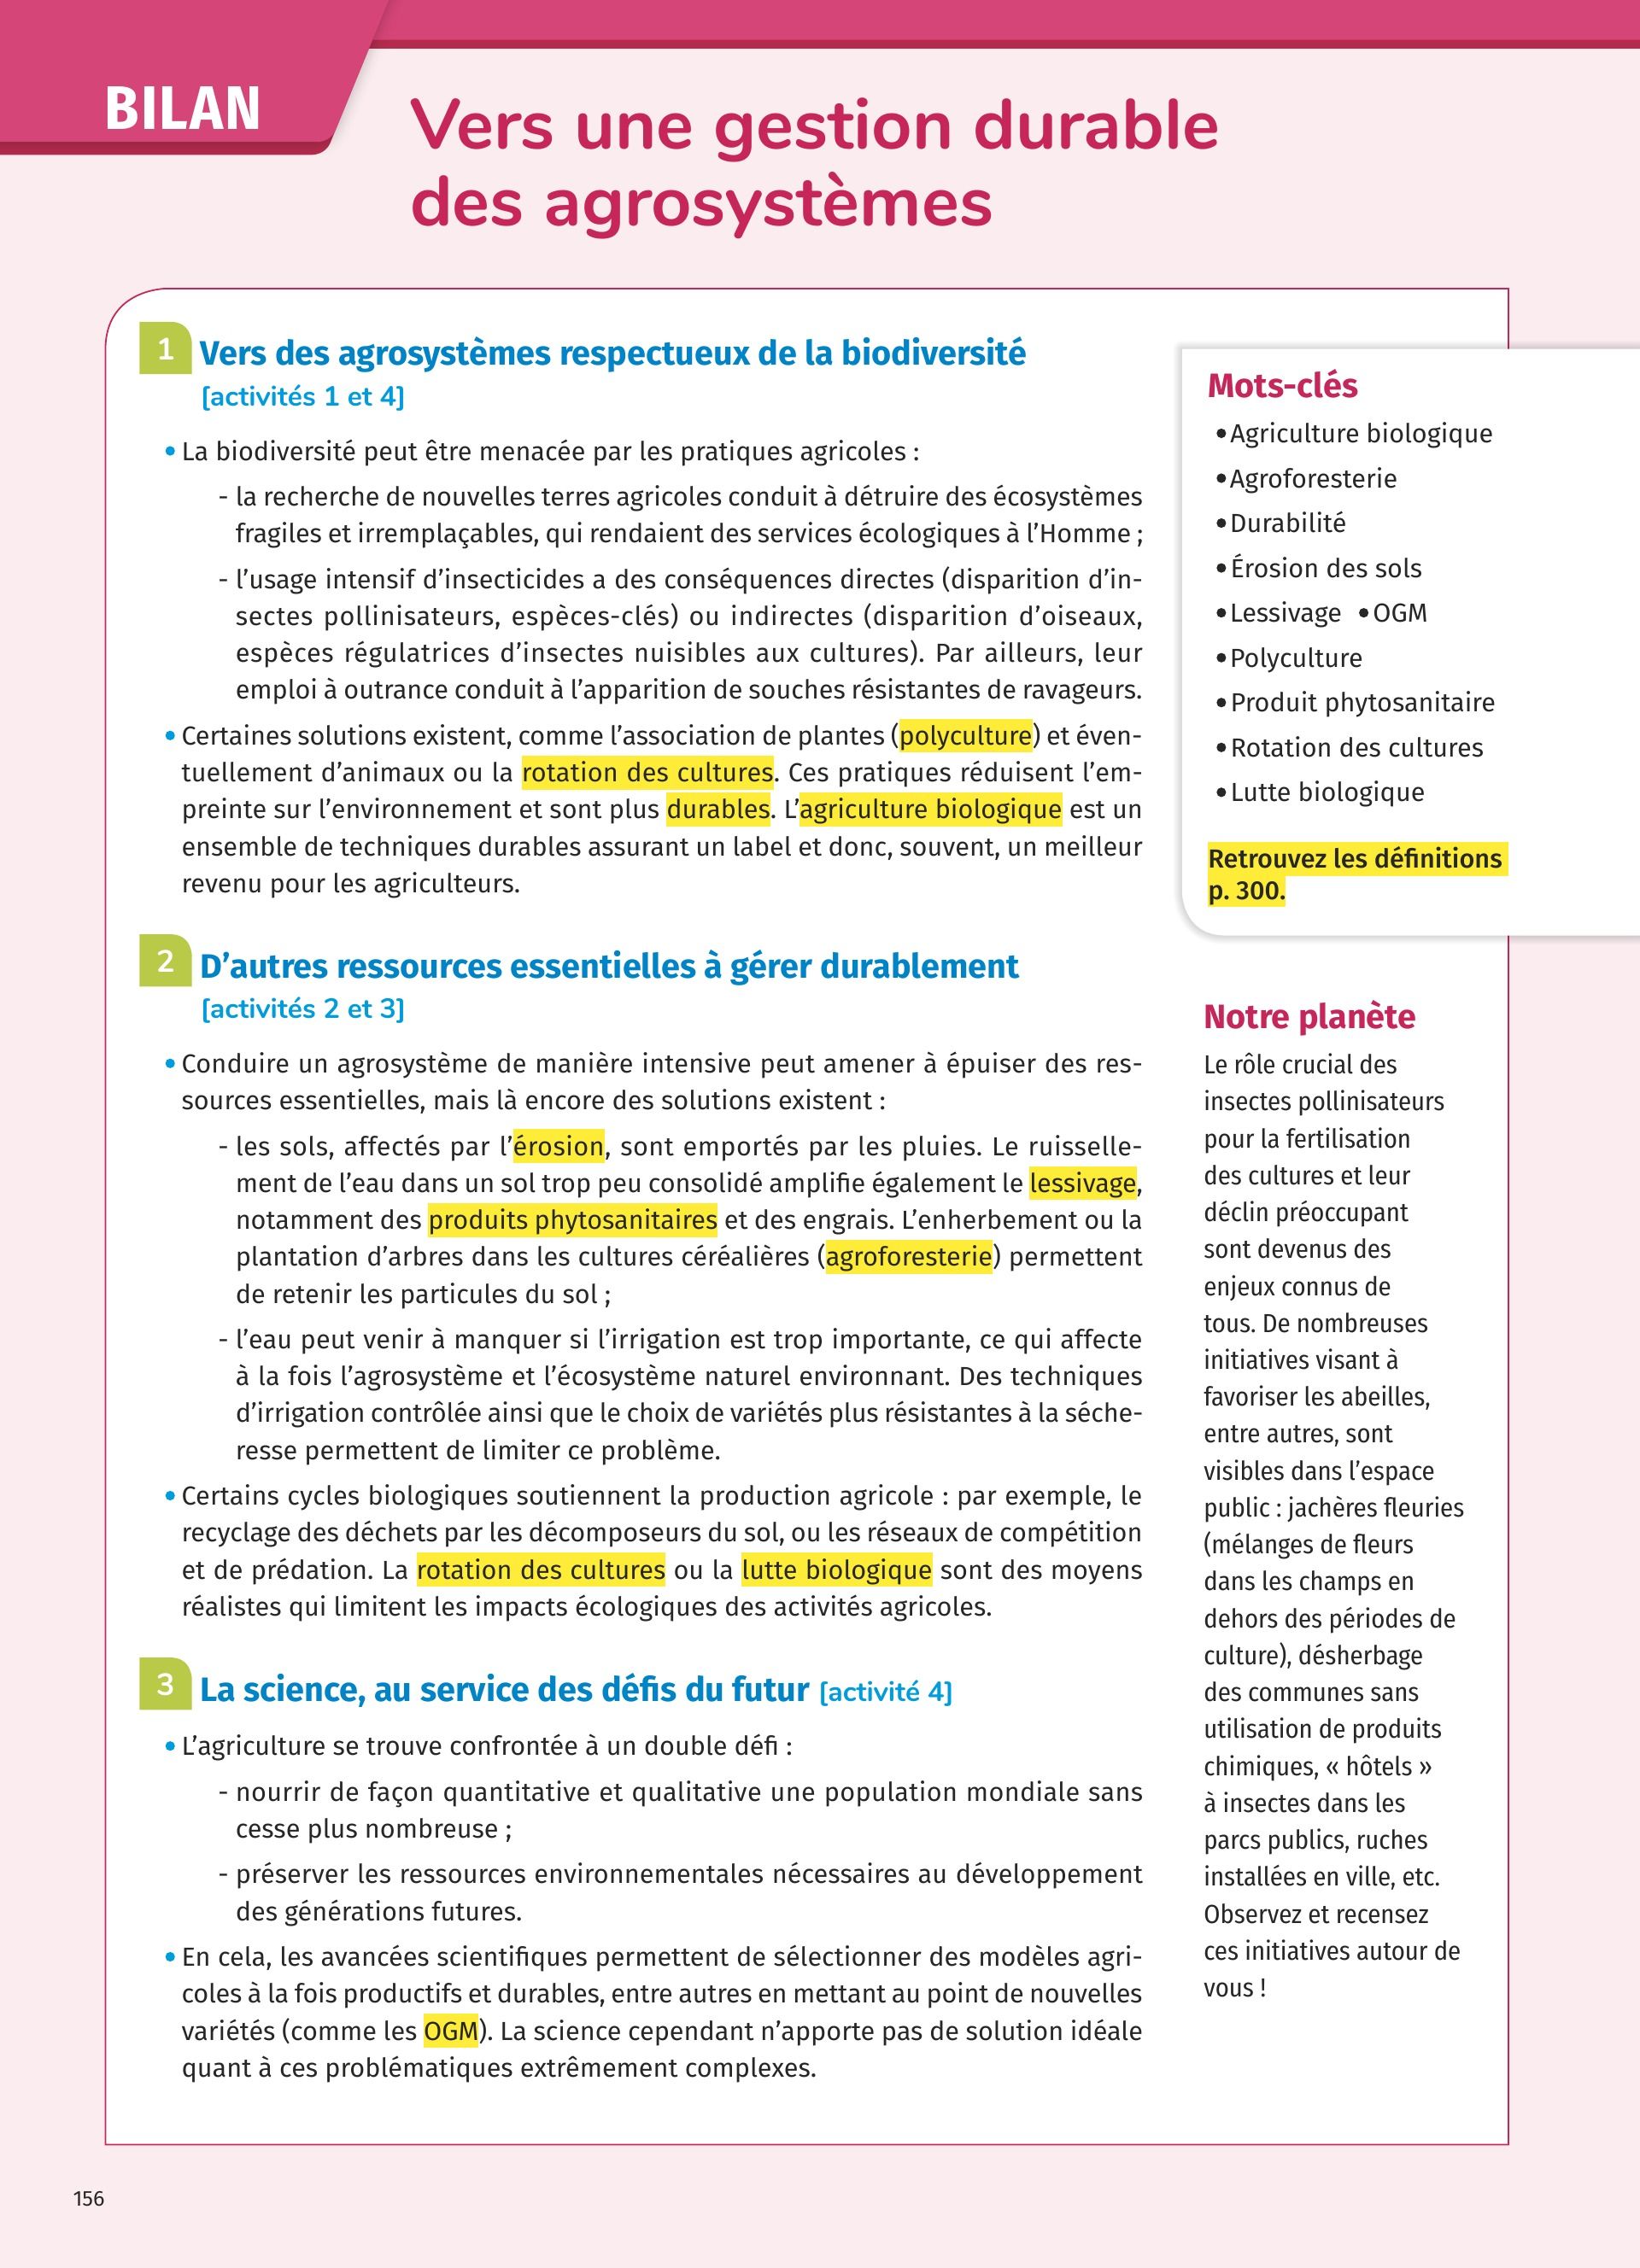 BILAN
Vers une gestion durable
des agrosystèmes
1 Vers des agrosystèmes respectueux de la biodiversité
[activités 1 et 4]
• La biodiversité peut être menacée par les pratiques agricoles :
- la recherche de nouvelles terres agricoles conduit à détruire des écosystèmes
fragiles et irremplaçables, qui rendaient des services écologiques à l’Homme ;
- l’usage intensif d’insecticides a des conséquences directes (disparition d’in-
sectes pollinisateurs, espèces-clés) ou indirectes (disparition d’oiseaux,
espèces régulatrices d’insectes nuisibles aux cultures). Par ailleurs, leur
emploi à outrance conduit à l’apparition de souches résistantes de ravageurs.
• Certaines solutions existent, comme l’association de plantes (polyculture) et éven-
tuellement d’animaux ou la rotation des cultures. Ces pratiques réduisent l’em-
preinte sur l’environnement et sont plus durables. L’agriculture biologique est un
ensemble de techniques durables assurant un label et donc, souvent, un meilleur
revenu pour les agriculteurs.
2 D’autres ressources essentielles à gérer durablement
[activités 2 et 3]
• Conduire un agrosystème de manière intensive peut amener à épuiser des res-
sources essentielles, mais là encore des solutions existent :
- les sols, affectés par l’érosion, sont emportés par les pluies. Le ruisselle-
ment de l’eau dans un sol trop peu consolidé amplifie également le lessivage,
notamment des produits phytosanitaires et des engrais. L’enherbement ou la
plantation d’arbres dans les cultures céréalières (agroforesterie) permettent
de retenir les particules du sol ;
- l’eau peut venir à manquer si l’irrigation est trop importante, ce qui affecte
à la fois l’agrosystème et l’écosystème naturel environnant. Des techniques
d’irrigation contrôlée ainsi que le choix de variétés plus résistantes à la séche-
resse permettent de limiter ce problème.
• Certains cycles biologiques soutiennent la production agricole : par exemple, le
recyclage des déchets par les décomposeurs du sol, ou les réseaux de compétition
et de prédation. La rotation des cultures ou la lutte biologique sont des moyens
réalistes qui limitent les impacts écologiques des activités agricoles.
3 La science, au service des défis du futur [activité 4]
• L’agriculture se trouve confrontée à un double défi :
- nourrir de façon quantitative et qualitative une population mondiale sans
cesse plus nombreuse ;
- préserver les ressources environnementales nécessaires au développement
des générations futures.
• En cela, les avancées scientifiques permettent de sélectionner des modèles agri-
coles à la fois productifs et durables, entre autres en mettant au point de nouvelles
variétés (comme les OGM). La science cependant n’apporte pas de solution idéale
quant à ces problématiques extrêmement complexes.
Mots-clés
• Agriculture biologique
• Agroforesterie
• Durabilité
• Érosion des sols
• Lessivage • OGM
• Polyculture
• Produit phytosanitaire
• Rotation des cultures
• Lutte biologique
Retrouvez les définitions
p. 300.
Notre planète
Le rôle crucial des
insectes pollinisateurs
pour la fertilisation
des cultures et leur
déclin préoccupant
sont devenus des
enjeux connus de
tous. De nombreuses
initiatives visant à
favoriser les abeilles,
entre autres, sont
visibles dans l’espace
public : jachères fleuries
(mélanges de fleurs
dans les champs en
dehors des périodes de
culture), désherbage
des communes sans
utilisation de produits
chimiques, « hôtels »
à insectes dans les
parcs publics, ruches
installées en ville, etc.
Observez et recensez
ces initiatives autour de
vous !
156